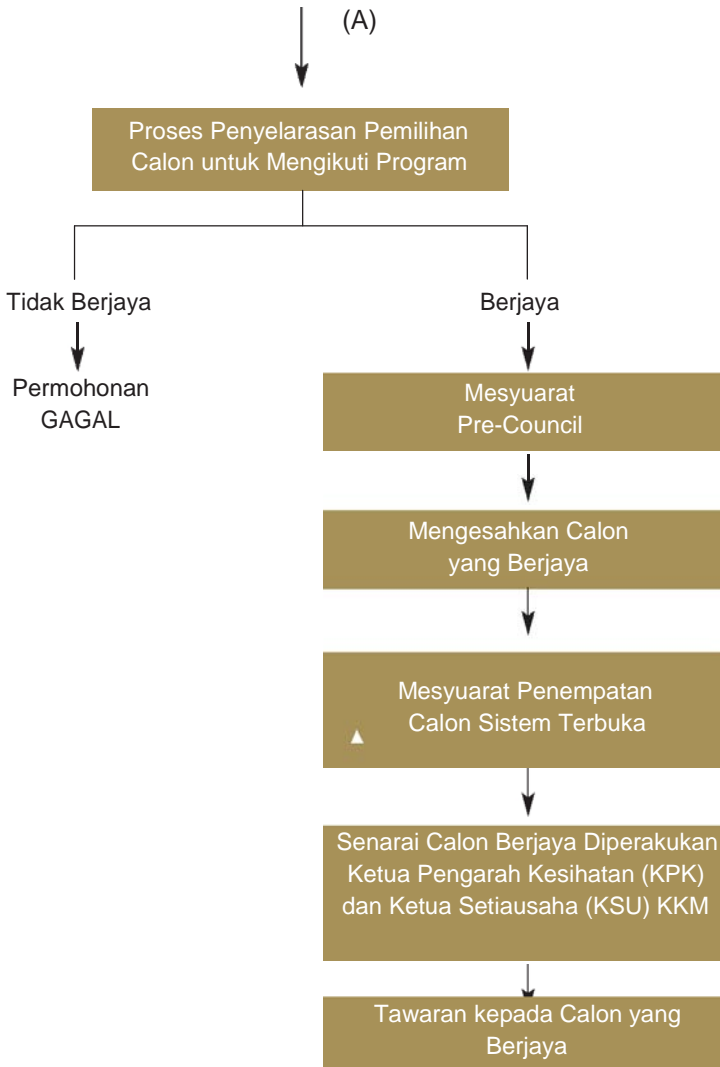 (A)
Proses Penyelarasan Pemilihan
Calon untuk Mengikuti Program
Tidak Berjaya
Berjaya
Permohonan
GAGAL
Mesyuarat
Pre-Council
Mengesahkan Calon
yang Berjaya
Mesyuarat Penempatan
Calon Sistem Terbuka
Senarai Calon Berjaya Diperakukan
Ketua Pengarah Kesihatan (KPK)
dan Ketua Setiausaha (KSU) KKM
Tawaran kepada Calon yang
Berjaya